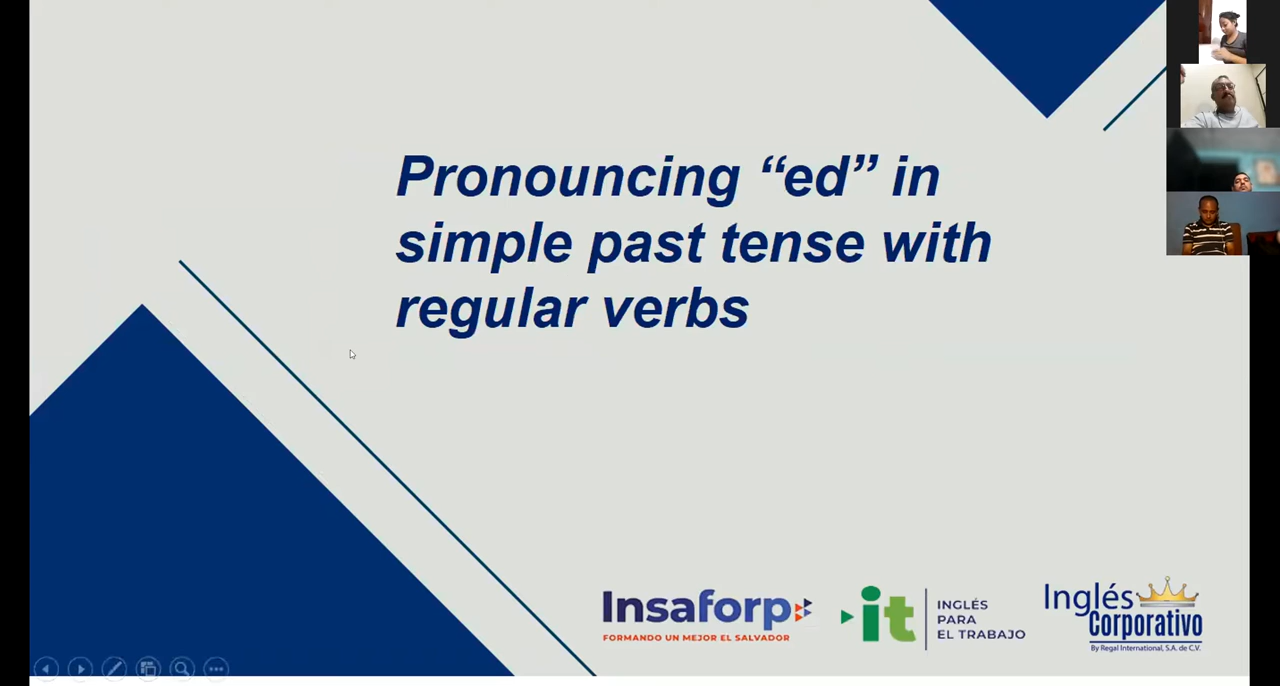 Pronouncing “ed” in
simple past tense with
regular verbs
Insaforp
FORMANDO UN MEJOR EL SALVADOR
it
INGLÉS
PARA
EL TRABAJO
Inglés
Corporativo
By Regal International, S.A. de C.V.